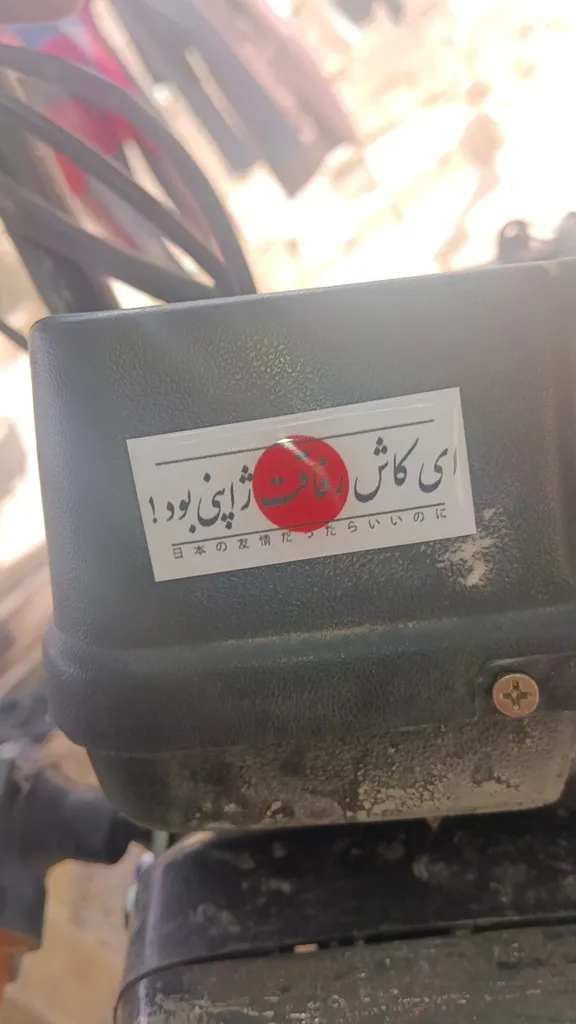 ای کاش رفاقت ژاپنی بود!
日本の友情だったらいいのに